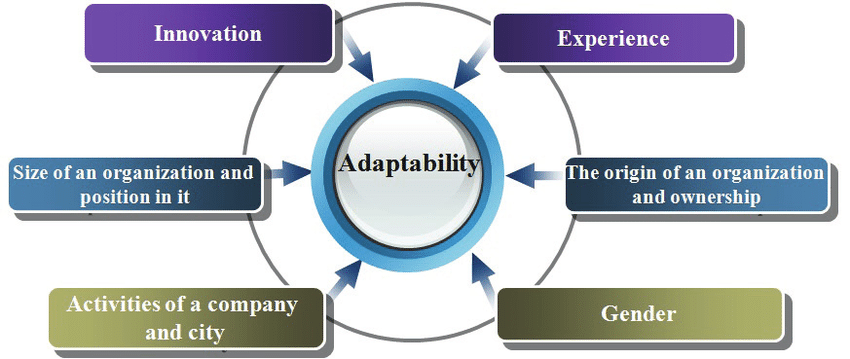 Innovation
Experience
Size of an organization and
position in it
Adaptability
The origin of an organization
and ownership
Activities of a company
and city
Gender